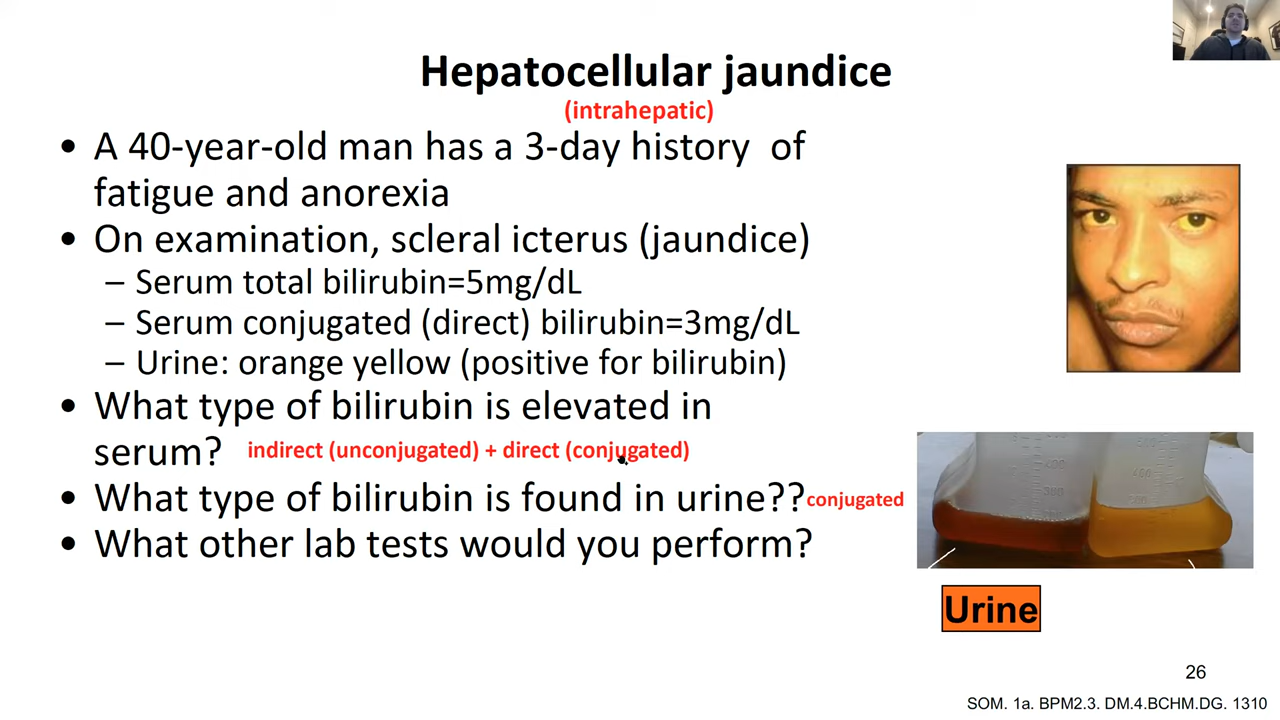 Hepatocellular jaundice
(intrahepatic)
• A 40-year-old man has a 3-day history  of
fatigue and anorexia
• On examination, scleral icterus (jaundice)
– Serum total bilirubin=5mg/dL
– Serum conjugated (direct) bilirubin=3mg/dL
– Urine: orange yellow (positive for bilirubin)
• What type of bilirubin is elevated in
serum? indirect (unconjugated) + direct (conjugated)
• What type of bilirubin is found in urine?? conjugated
• What other lab tests would you perform?
Urine
26
SOM. 1a. BPM2.3. DM.4.BCHM.DG. 1310